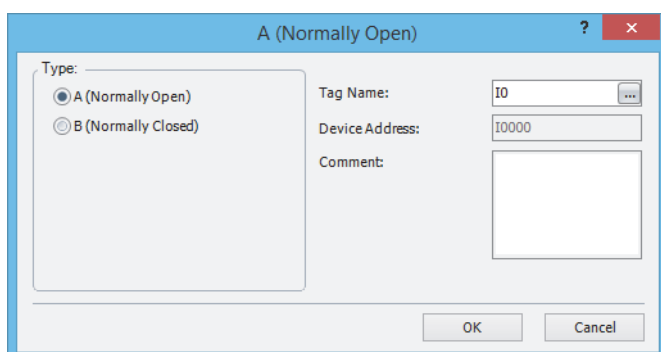 A (Normally Open)
?
Type:
A (Normally Open)
B (Normally Closed)
Tag Name:
I0
...
Device Address:
I0000
Comment:
OK
Cancel